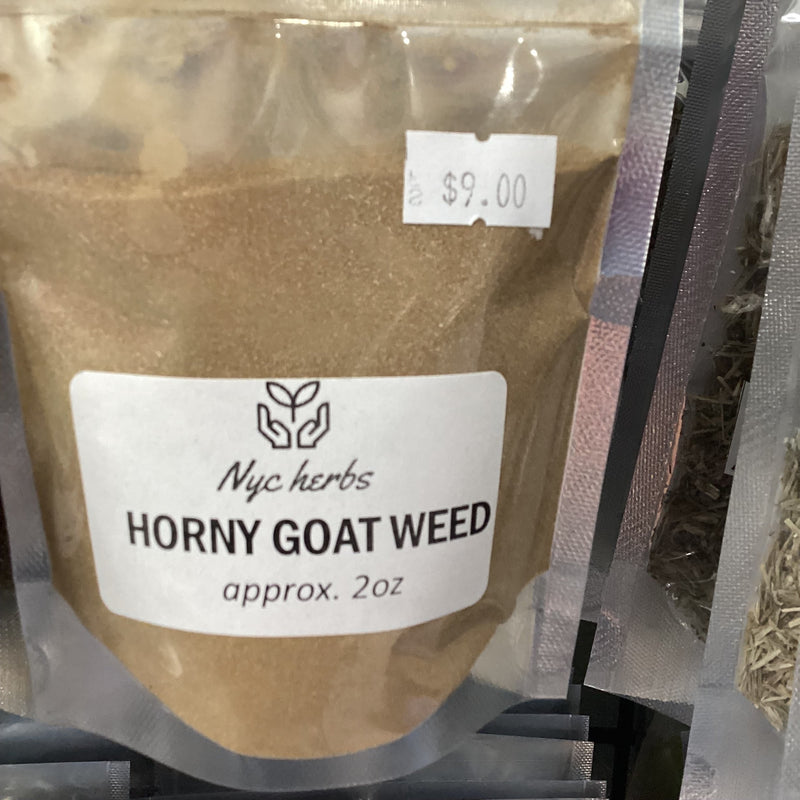 $9.00
Nyc herbs
HORNY GOAT WEED
approx. 2oz